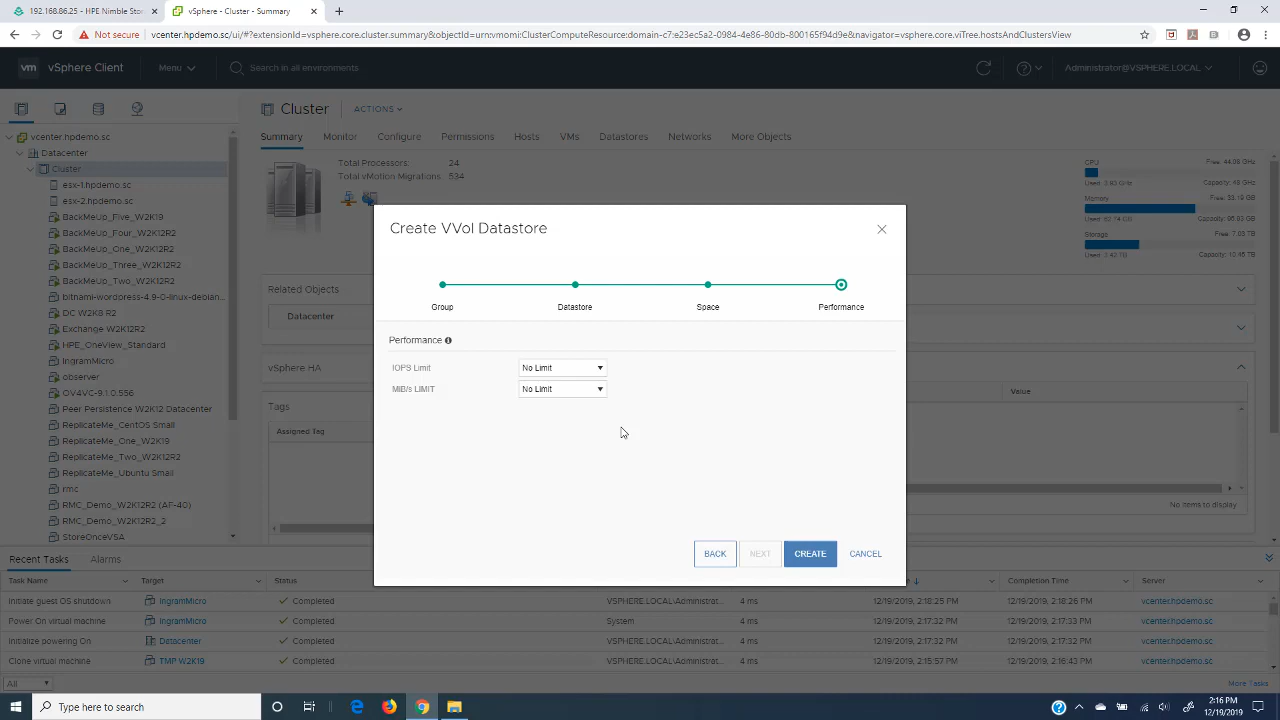 192.168.86.25 - HPE Nimble Stor
vSphere - Cluster - Summary
Not secure
vcenter.hpdemo.sc/ui/#?extensionId=vsphere.core.cluster.summary&objectId=urn:vmomi:ClusterComputeResource:domain-c7:e23ec5a2-0984-4e86-80db-800165f94d9e&navigator=vsphere.core.viTree.hostsAndClustersView
vm vSphere Client Menu Search in all environments Administrator@VSPHERE.LOCAL
Cluster ACTIONS
vcenter.hpdemo.sc
Datacenter
Cluster
esx-1.hpdemo.sc
esx-2.hpdemo.sc
BackMeUp_Five_W2K19
BackMeUp_Four_W2K12R2
BackMeUp_One_W2K12R2
BackMeUp_Three_W2K12R2
BackMeUp_Two_W2K12R2
bitnami-wordpress-4.9-0-linux-debian...
DC W2K8 R2
Exchange W2K12R2
HPE_OneView_Standard
IngramMicro
observer
OV4VC-9.1.0.556
Peer Persistence W2K12 Datacenter
ReplicateMe_CentOS Small
ReplicateMe_One_W2K19
ReplicateMe_Two_W2K12R2
ReplicateMe_Ubuntu Small
rmc
RMC_Demo_W2K12R2 (AF-40)
RMC_Demo_W2K12R2_2
StoreOnceVSA
Summary Monitor Configure Permissions Hosts VMs Datastores Networks More Objects
Total Processors: 24
Total vMotion Migrations: 534
CPU Free: 44.08 GHz
Used: 3.93 GHz Capacity: 48 GHz
Memory Free: 33.19 GB
Used: 62.74 GB Capacity: 95.93 GB
Storage Free: 7.03 TB
Used: 3.43 TB Capacity: 10.45 TB
Related Objects
Datacenter
vSphere HA
Tags
Assigned Tag
Value
No items to display
Create VVol Datastore
Group Datastore Space Performance
Performance
IOPS Limit No Limit
MiB/s LIMIT No Limit
BACK NEXT CREATE CANCEL
Recent Tasks Alarms
Task Name Target Status Completion Time Server
Initiate guest OS shutdown IngramMicro Completed VSPHERE.LOCAL\Administrat... 4 ms 12/19/2019, 2:18:25 PM 12/19/2019, 2:18:26 PM vcenter.hpdemo.sc
Power On virtual machine IngramMicro Completed System 4 ms 12/19/2019, 2:17:32 PM 12/19/2019, 2:17:33 PM vcenter.hpdemo.sc
Initialize powering On Datacenter Completed VSPHERE.LOCAL\Administrat... 4 ms 12/19/2019, 2:17:32 PM 12/19/2019, 2:17:32 PM vcenter.hpdemo.sc
Clone virtual machine TMP W2K19 Completed VSPHERE.LOCAL\Administrat... 4 ms 12/19/2019, 2:15:57 PM 12/19/2019, 2:16:43 PM vcenter.hpdemo.sc
All More Tasks
Type here to search
2:16 PM
12/19/2019